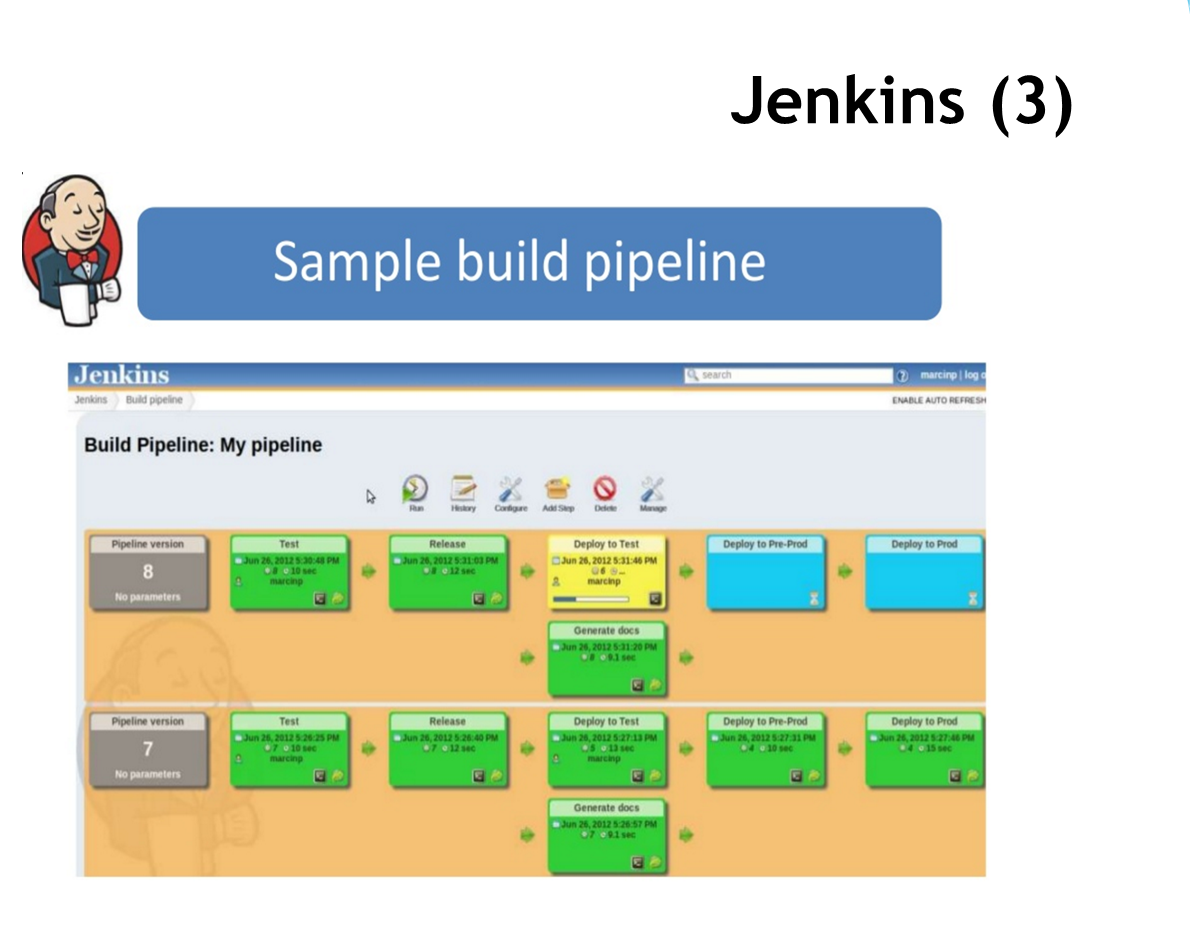 Jenkins (3)
Sample build pipeline
Jenkins
search
marcinp | log o
Jenkins
Build pipeline
ENABLE AUTO REFRESH
Build Pipeline: My pipeline
Run
History
Configure
Add Step
Delete
Manage
Pipeline version
8
No parameters
Test
Jun 26, 2012 5:30:48 PM
8 10 sec
marcinp
Release
Jun 26, 2012 5:31:03 PM
8 12 sec
Deploy to Test
Jun 26, 2012 5:31:46 PM
6 ...
marcinp
Deploy to Pre-Prod
Deploy to Prod
Generate docs
Jun 26, 2012 5:31:20 PM
8 9.1 sec
Pipeline version
7
No parameters
Test
Jun 26, 2012 5:26:25 PM
7 10 sec
marcinp
Release
Jun 26, 2012 5:26:40 PM
7 12 sec
Deploy to Test
Jun 26, 2012 5:27:13 PM
5 13 sec
marcinp
Deploy to Pre-Prod
Jun 26, 2012 5:27:31 PM
4 10 sec
Deploy to Prod
Jun 26, 2012 5:27:46 PM
4 15 sec
Generate docs
Jun 26, 2012 5:26:57 PM
7 9.1 sec